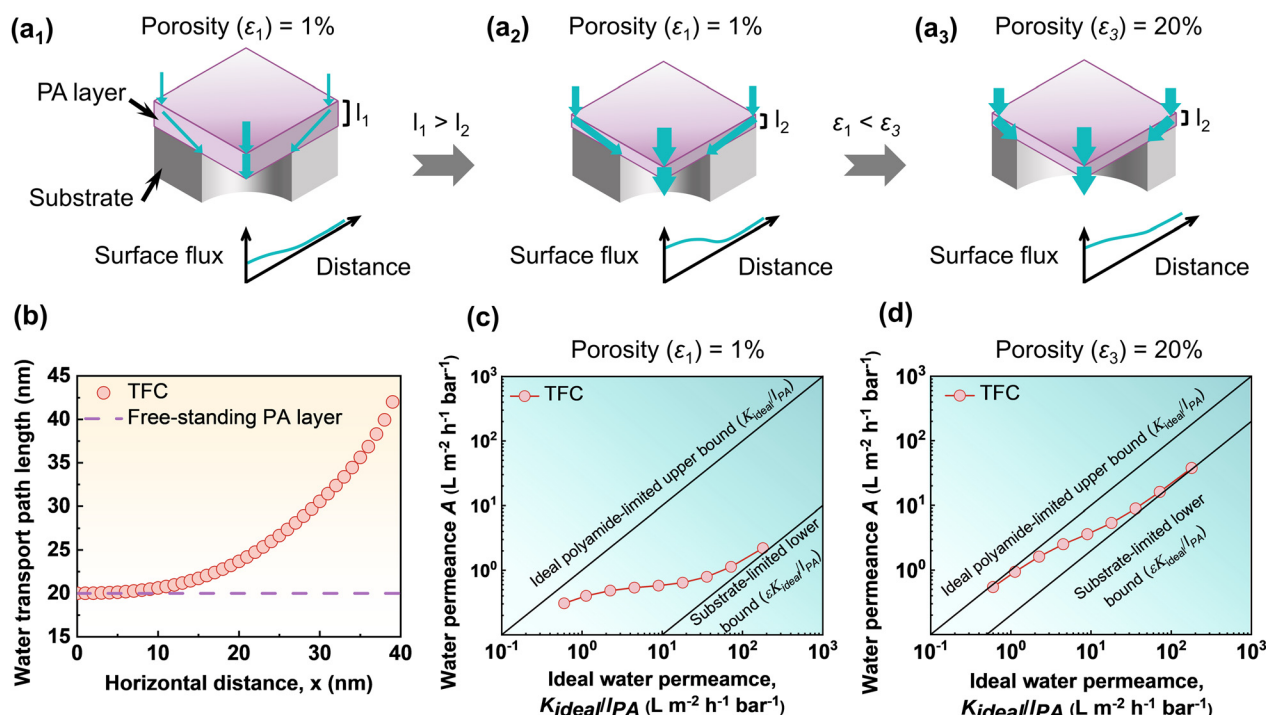 (a1) Porosity (ε1) = 1%
PA layer
l1
Substrate
Surface flux
Distance
l1 > l2
(a2) Porosity (ε1) = 1%
l2
Surface flux
Distance
ε1 < ε3
(a3) Porosity (ε3) = 20%
l2
Surface flux
Distance
(b)
Water transport path length (nm)
45
40
35
30
25
20
15
TFC
Free-standing PA layer
0 10 20 30 40
Horizontal distance, x (nm)
(c)
Porosity (ε1) = 1%
Water permeance A (L m-2 h-1 bar-1)
10^3
10^2
10^1
10^0
TFC
Ideal polyamide-limited upper bound (Kideal/lPA)
Substrate-limited lower
bound (εKideal/lPA)
10^-1 10^0 10^1 10^2 10^3
Ideal water permeamce,
Kideal/lPA (L m-2 h-1 bar-1)
(d)
Porosity (ε3) = 20%
Water permeance A (L m-2 h-1 bar-1)
10^3
10^2
10^1
10^0
TFC
Ideal polyamide-limited upper bound (Kideal/lPA)
Substrate-limited lower
bound (εKideal/lPA)
10^-1 10^0 10^1 10^2 10^3
Ideal water permeamce,
Kideal/lPA (L m-2 h-1 bar-1)